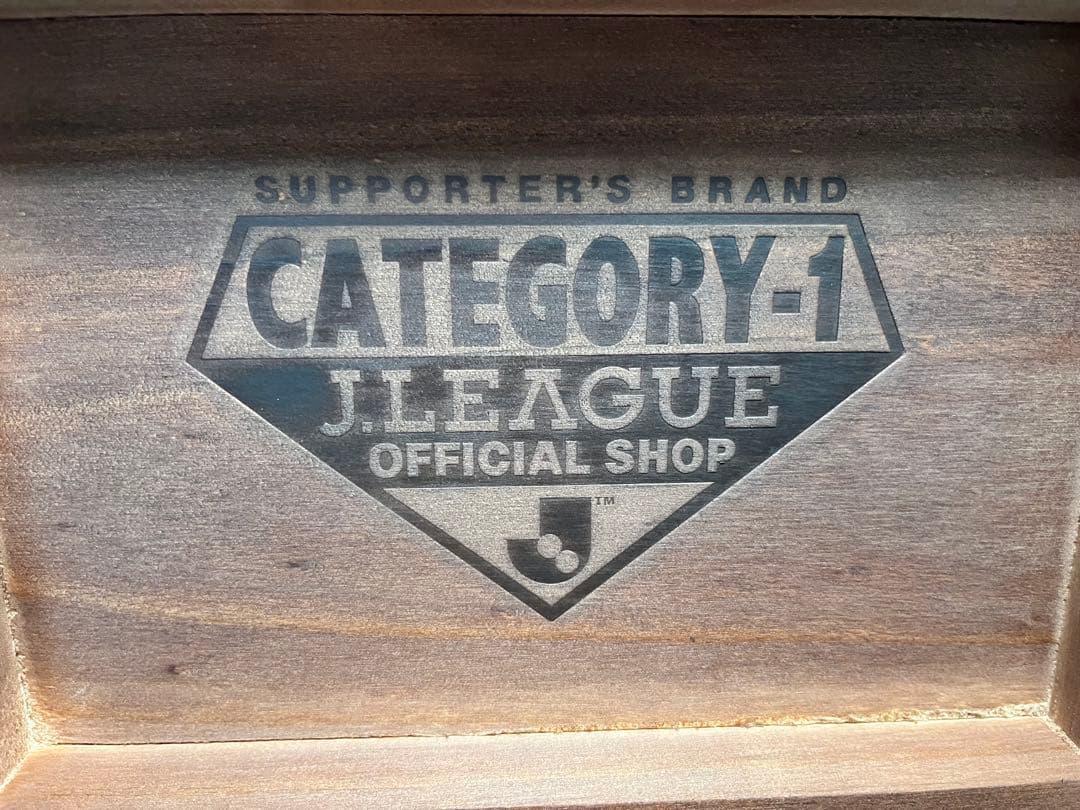 SUPPORTER'S BRAND
CATEGORY-1
J.LEAGUE
OFFICIAL SHOP
J™